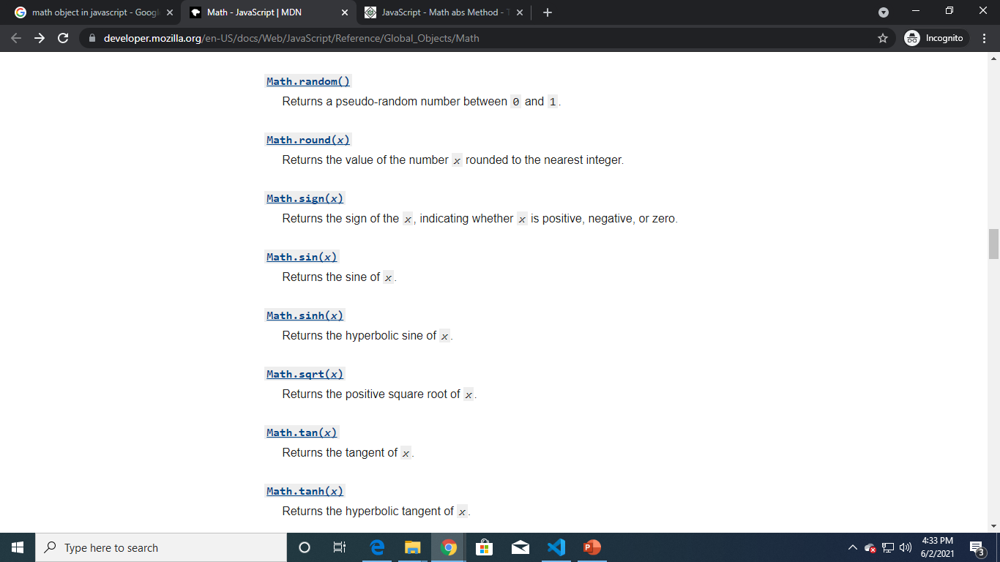 math object in javascript - Googl
Math - JavaScript | MDN
JavaScript - Math abs Method - T
developer.mozilla.org/en-US/docs/Web/JavaScript/Reference/Global_Objects/Math
Incognito
Math.random()
Returns a pseudo-random number between 0 and 1.
Math.round(x)
Returns the value of the number x rounded to the nearest integer.
Math.sign(x)
Returns the sign of the x, indicating whether x is positive, negative, or zero.
Math.sin(x)
Returns the sine of x.
Math.sinh(x)
Returns the hyperbolic sine of x.
Math.sqrt(x)
Returns the positive square root of x.
Math.tan(x)
Returns the tangent of x.
Math.tanh(x)
Returns the hyperbolic tangent of x.
Type here to search
4:33 PM
6/2/2021
3